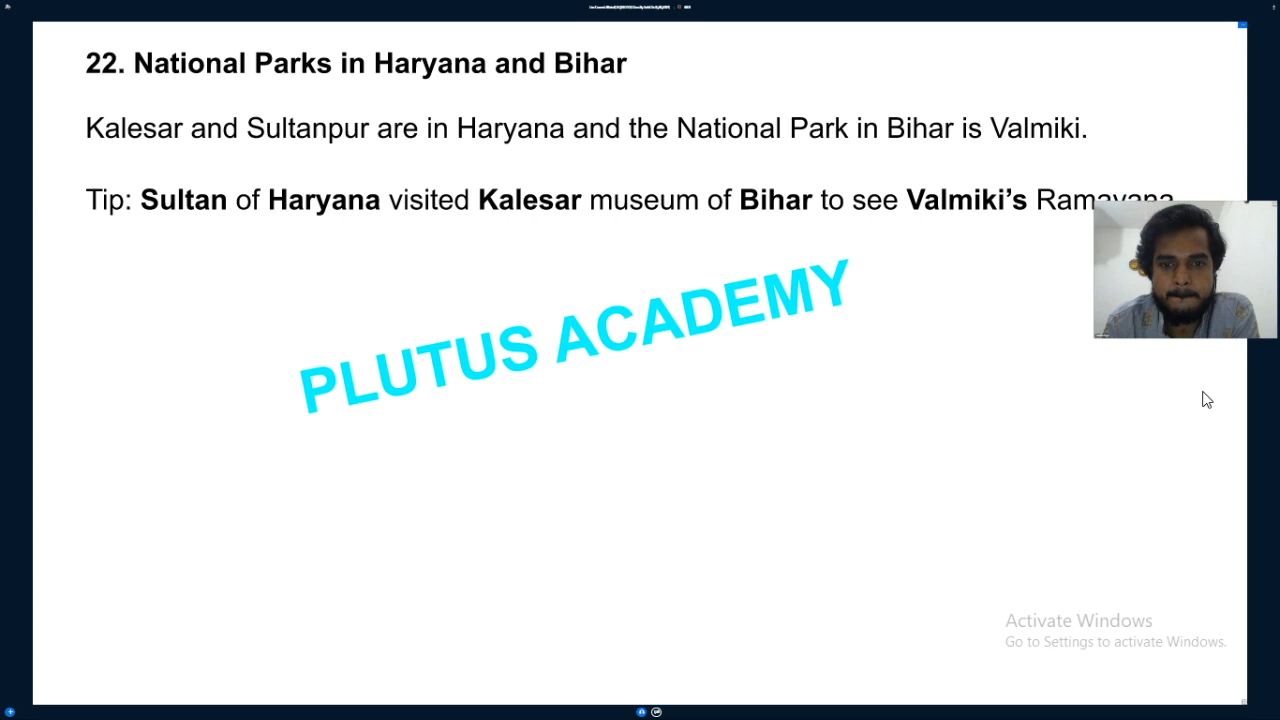 22. National Parks in Haryana and Bihar
Kalesar and Sultanpur are in Haryana and the National Park in Bihar is Valmiki.
Tip: Sultan of Haryana visited Kalesar museum of Bihar to see Valmiki's Ramayana
PLUTUS ACADEMY
Activate Windows
Go to Settings to activate Windows.